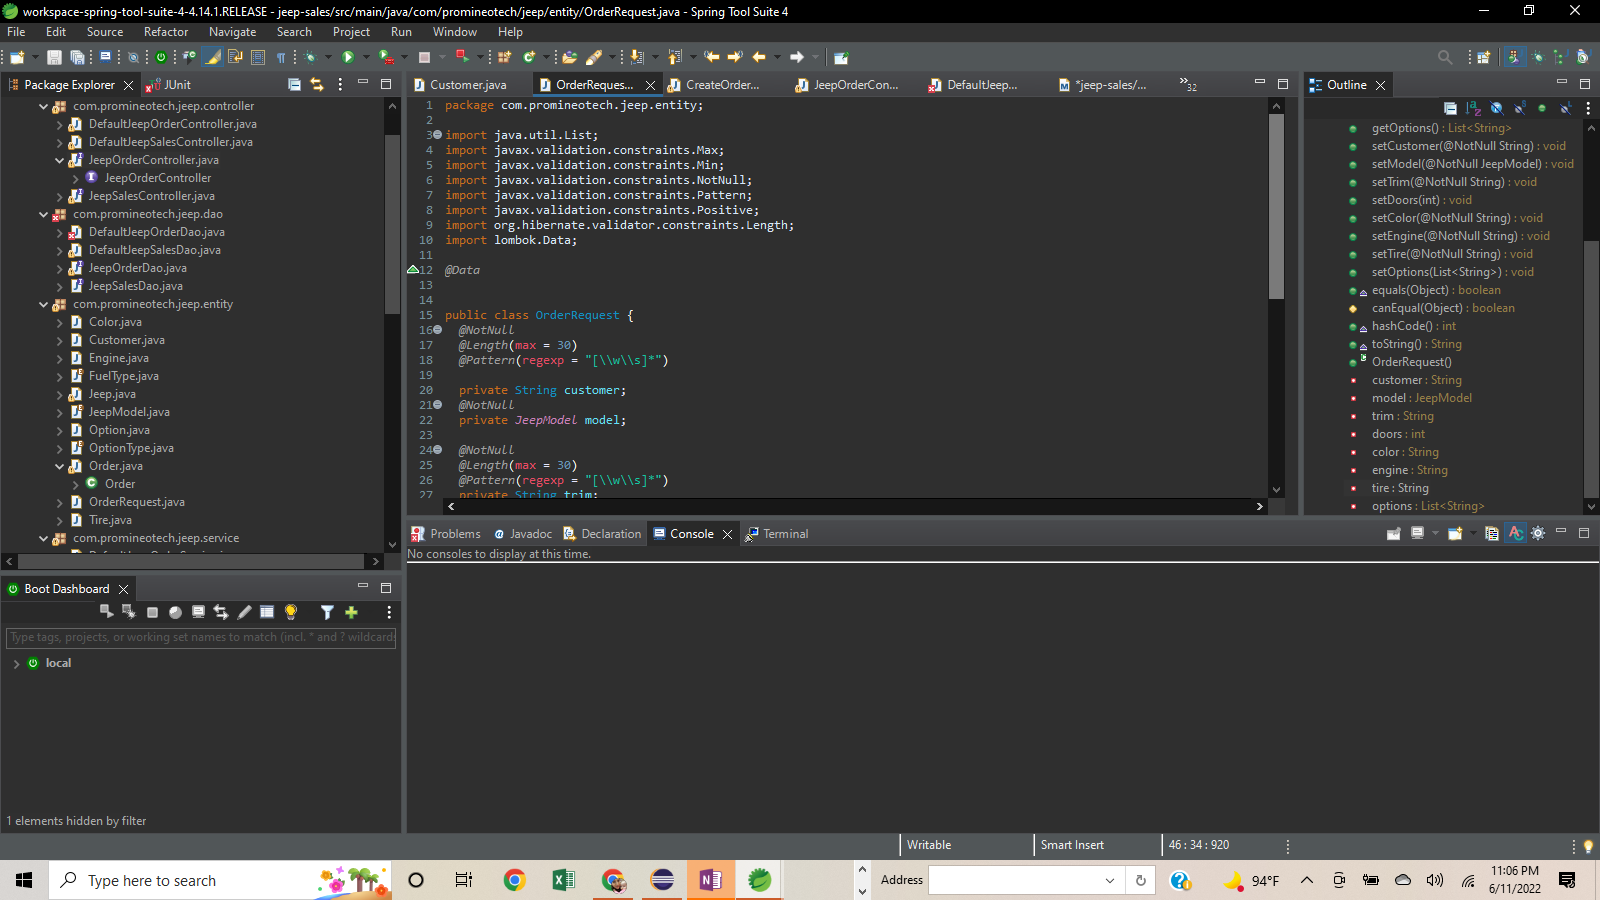 workspace-spring-tool-suite-4-4.14.1.RELEASE - jeep-sales/src/main/java/com/promineotech/jeep/entity/OrderRequest.java - Spring Tool Suite 4
File Edit Source Refactor Navigate Search Project Run Window Help
Package Explorer JUnit
com.promineotech.jeep.controller
DefaultJeepOrderController.java
DefaultJeepSalesController.java
JeepOrderController.java
JeepOrderController
JeepSalesController.java
com.promineotech.jeep.dao
DefaultJeepOrderDao.java
DefaultJeepSalesDao.java
JeepOrderDao.java
JeepSalesDao.java
com.promineotech.jeep.entity
Color.java
Customer.java
Engine.java
FuelType.java
Jeep.java
JeepModel.java
Option.java
OptionType.java
Order.java
Order
OrderRequest.java
Tire.java
com.promineotech.jeep.service
Boot Dashboard
Type tags, projects, or working set names to match (incl. * and ? wildcards
local
1 elements hidden by filter
Customer.java OrderReques... CreateOrder... JeepOrderCon... DefaultJeep... *jeep-sales/... »32
1 package com.promineotech.jeep.entity;
2
3 import java.util.List;
4 import javax.validation.constraints.Max;
5 import javax.validation.constraints.Min;
6 import javax.validation.constraints.NotNull;
7 import javax.validation.constraints.Pattern;
8 import javax.validation.constraints.Positive;
9 import org.hibernate.validator.constraints.Length;
10 import lombok.Data;
11
12 @Data
13
14
15 public class OrderRequest {
16 @NotNull
17 @Length(max = 30)
18 @Pattern(regexp = "[\\w\\s]*")
19
20 private String customer;
21 @NotNull
22 private JeepModel model;
23
24 @NotNull
25 @Length(max = 30)
26 @Pattern(regexp = "[\\w\\s]*")
27 private String trim;
Problems Javadoc Declaration Console Terminal
No consoles to display at this time.
Outline
getOptions() : List<String>
setCustomer(@NotNull String) : void
setModel(@NotNull JeepModel) : void
setTrim(@NotNull String) : void
setDoors(int) : void
setColor(@NotNull String) : void
setEngine(@NotNull String) : void
setTire(@NotNull String) : void
setOptions(List<String>) : void
equals(Object) : boolean
canEqual(Object) : boolean
hashCode() : int
toString() : String
OrderRequest()
customer : String
model : JeepModel
trim : String
doors : int
color : String
engine : String
tire : String
options : List<String>
Writable Smart Insert 46 : 34 : 920
Type here to search
Address
94°F
11:06 PM
6/11/2022